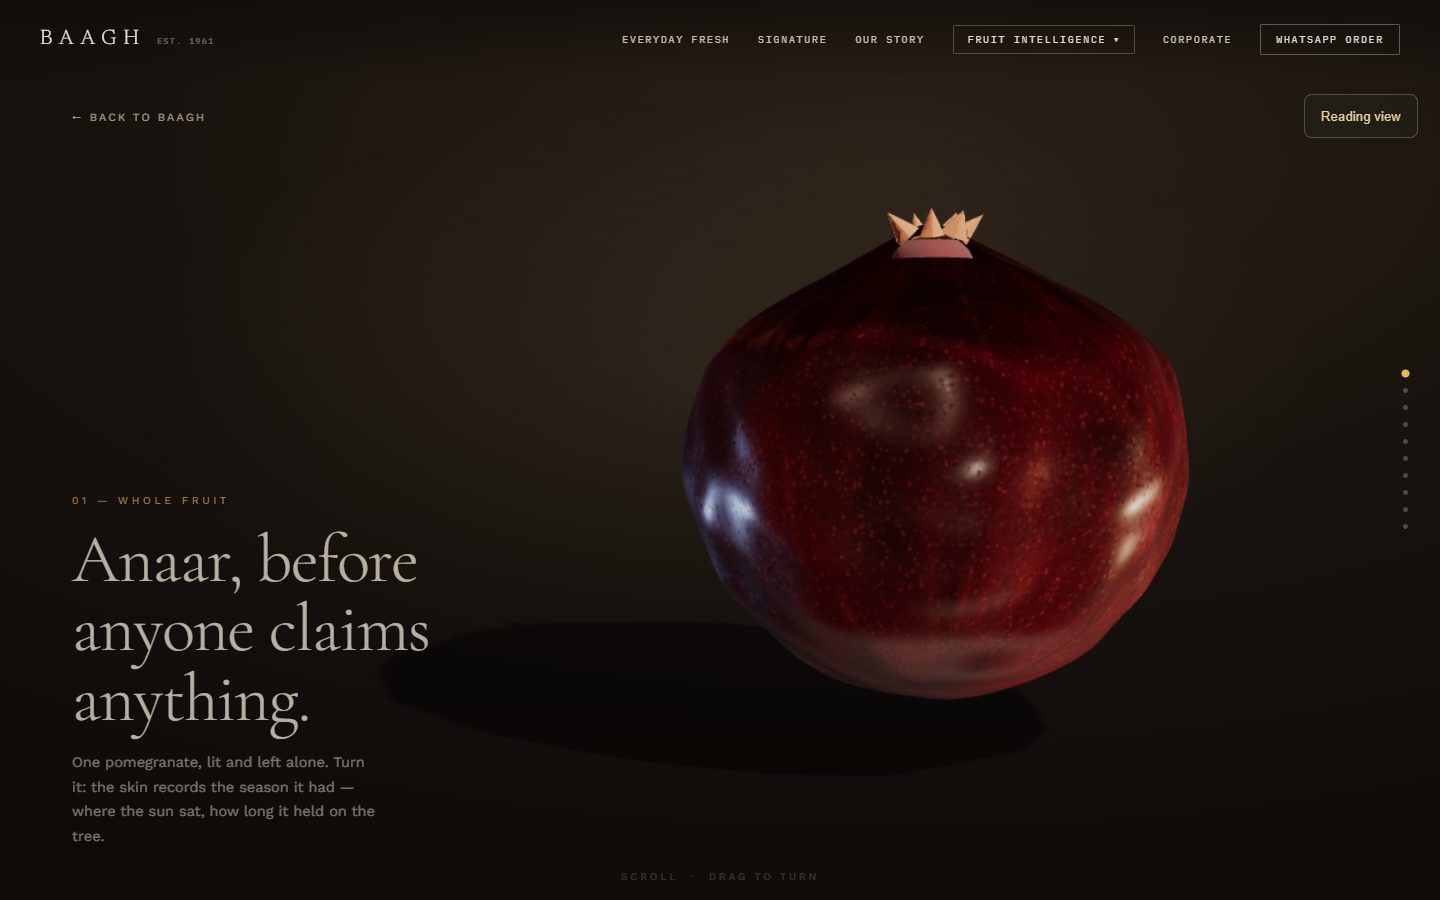 BAAGH EST. 1961
EVERYDAY FRESH SIGNATURE OUR STORY FRUIT INTELLIGENCE ▾ CORPORATE WHATSAPP ORDER
← BACK TO BAAGH
Reading view
01 — WHOLE FRUIT
Anaar, before
anyone claims
anything.
One pomegranate, lit and left alone. Turn
it: the skin records the season it had —
where the sun sat, how long it held on the
tree.
SCROLL · DRAG TO TURN